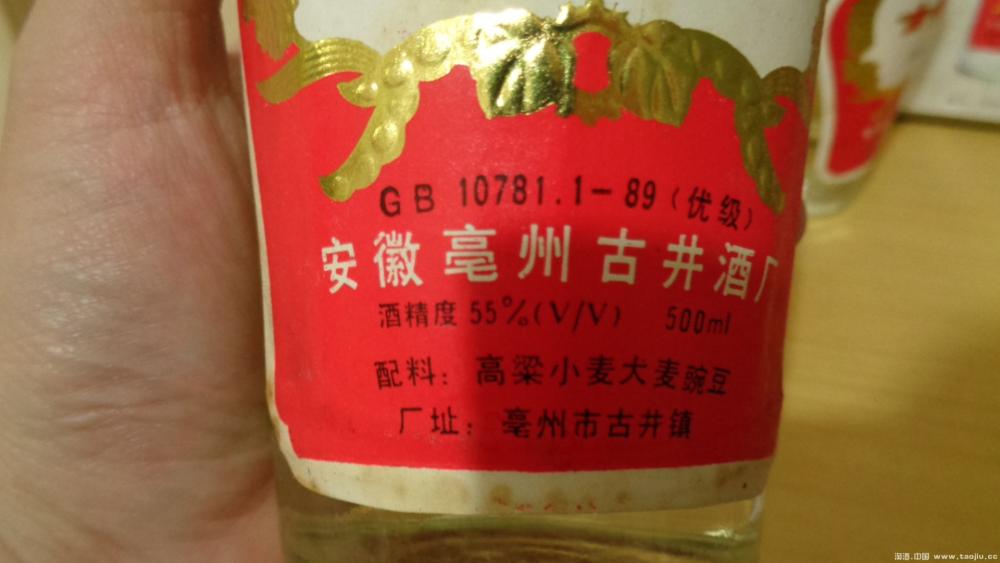 GB 10781.1-89(优级)
安徽亳州古井酒厂
酒精度 55%(V/V) 500ml
配料：高粱小麦大麦豌豆
厂址：亳州市古井镇
淘酒.中国 www.taojiu.cc